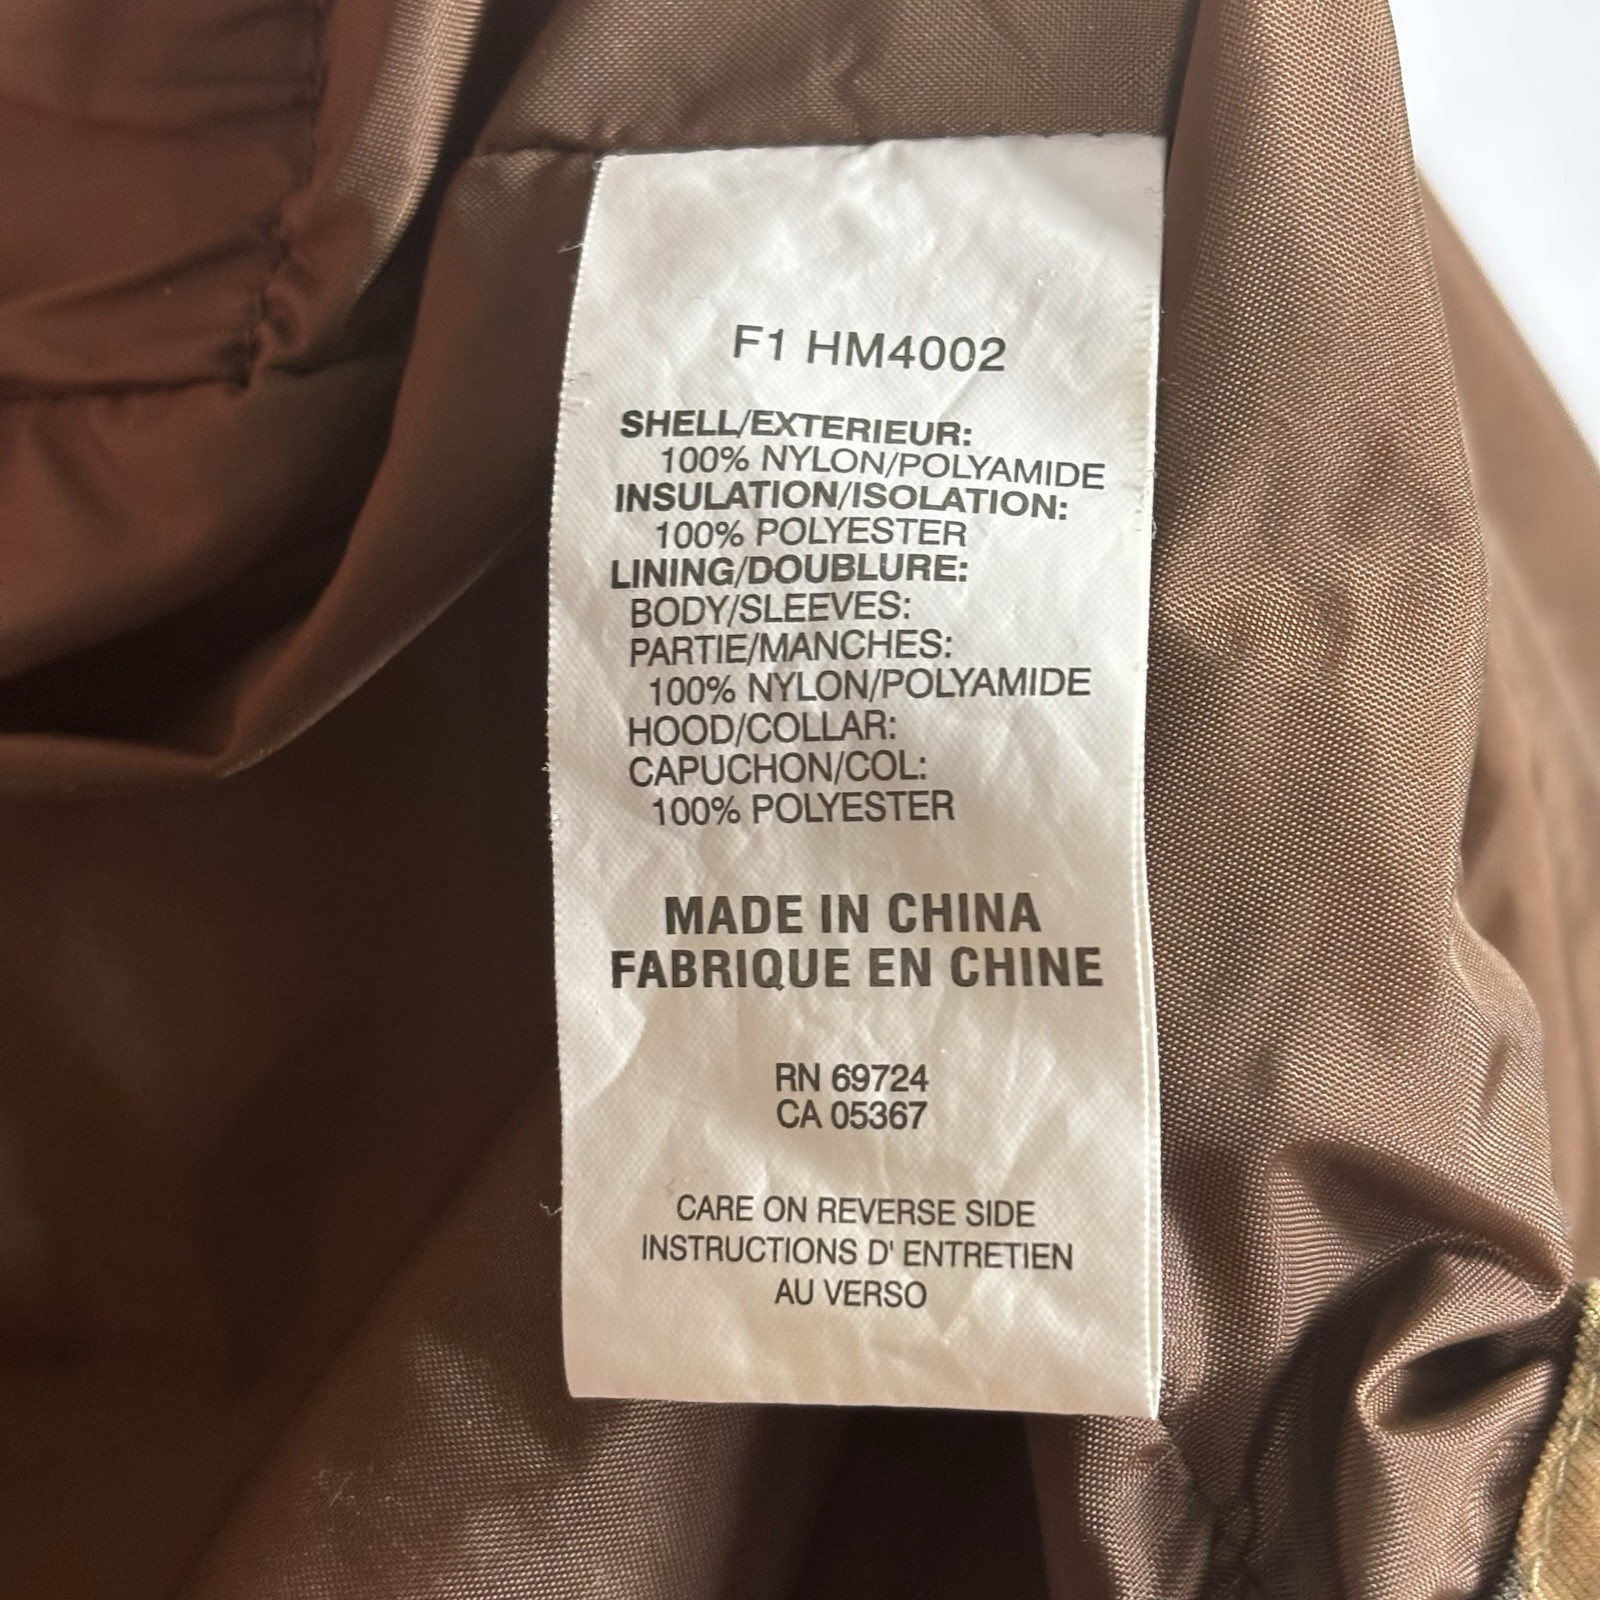 F1 HM4002
SHELL/EXTERIEUR:
100% NYLON/POLYAMIDE
INSULATION/ISOLATION:
100% POLYESTER
LINING/DOUBLURE:
BODY/SLEEVES:
PARTIE/MANCHES:
100% NYLON/POLYAMIDE
HOOD/COLLAR:
CAPUCHON/COL:
100% POLYESTER
MADE IN CHINA
FABRIQUE EN CHINE
RN 69724
CA 05367
CARE ON REVERSE SIDE
INSTRUCTIONS D' ENTRETIEN
AU VERSO